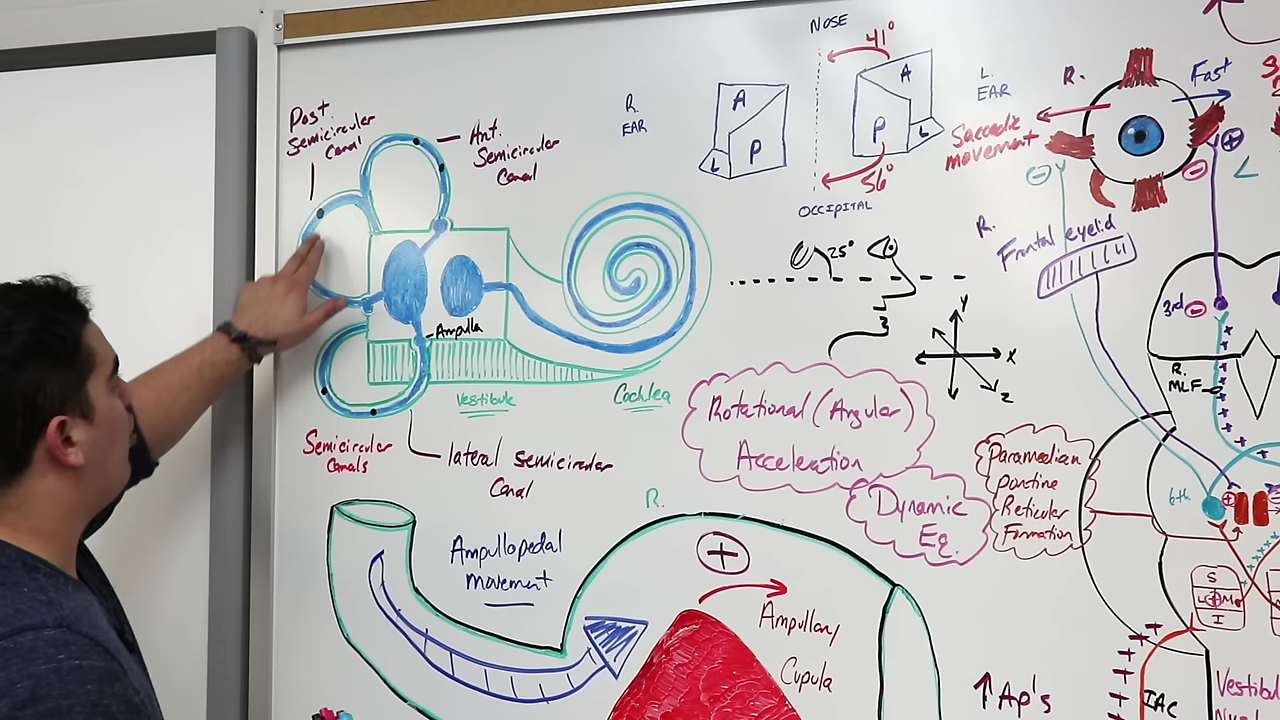 Post
Semicircular
Canal
Ant.
Semicircular
Canal
Ampulla
Vestibule
Cochlea
Semicircular
Canals
lateral semicircular
Canal
Ampullopedal
movement
R.
+
Ampullary
Cupula
R.
EAR
A
P
L
NOSE
41°
A
P
L
56°
OCCIPITAL
L.
EAR
25°
Y
X
Z
Rotational (Angular)
Acceleration
Dynamic
Eq.
Paramedian
pontine
Reticular
Formation
↑Ap's
R.
Fast
Saccadic
movement
R.
Frontal eyelid
3rd
R.
MLF
6th
S
L M
I
IAC
Vestibul